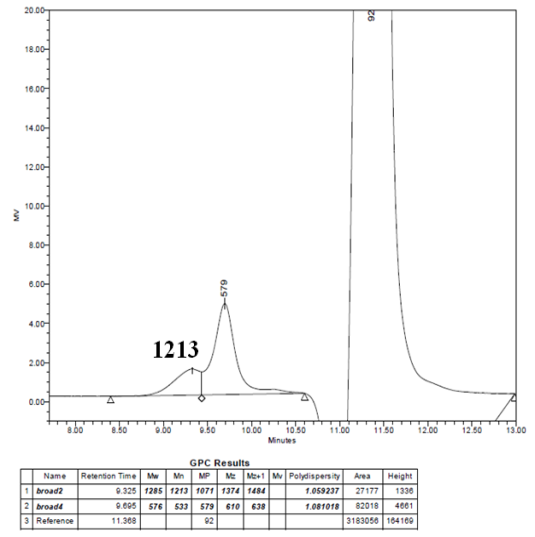 20.00
18.00
16.00
14.00
12.00
10.00
8.00
6.00
4.00
2.00
0.00
MV
92
579
1213
8.00 8.50 9.00 9.50 10.00 10.50 11.00 11.50 12.00 12.50 13.00
Minutes
GPC Results
Name Retention Time Mw Mn MP Mz Mz+1 Mv Polydispersity Area Height
1 broad2 9.325 1285 1213 1071 1374 1484 1.059237 27177 1336
2 broad4 9.695 576 533 579 610 638 1.081018 82018 4661
3 Reference 11.368 92 3183056 164169